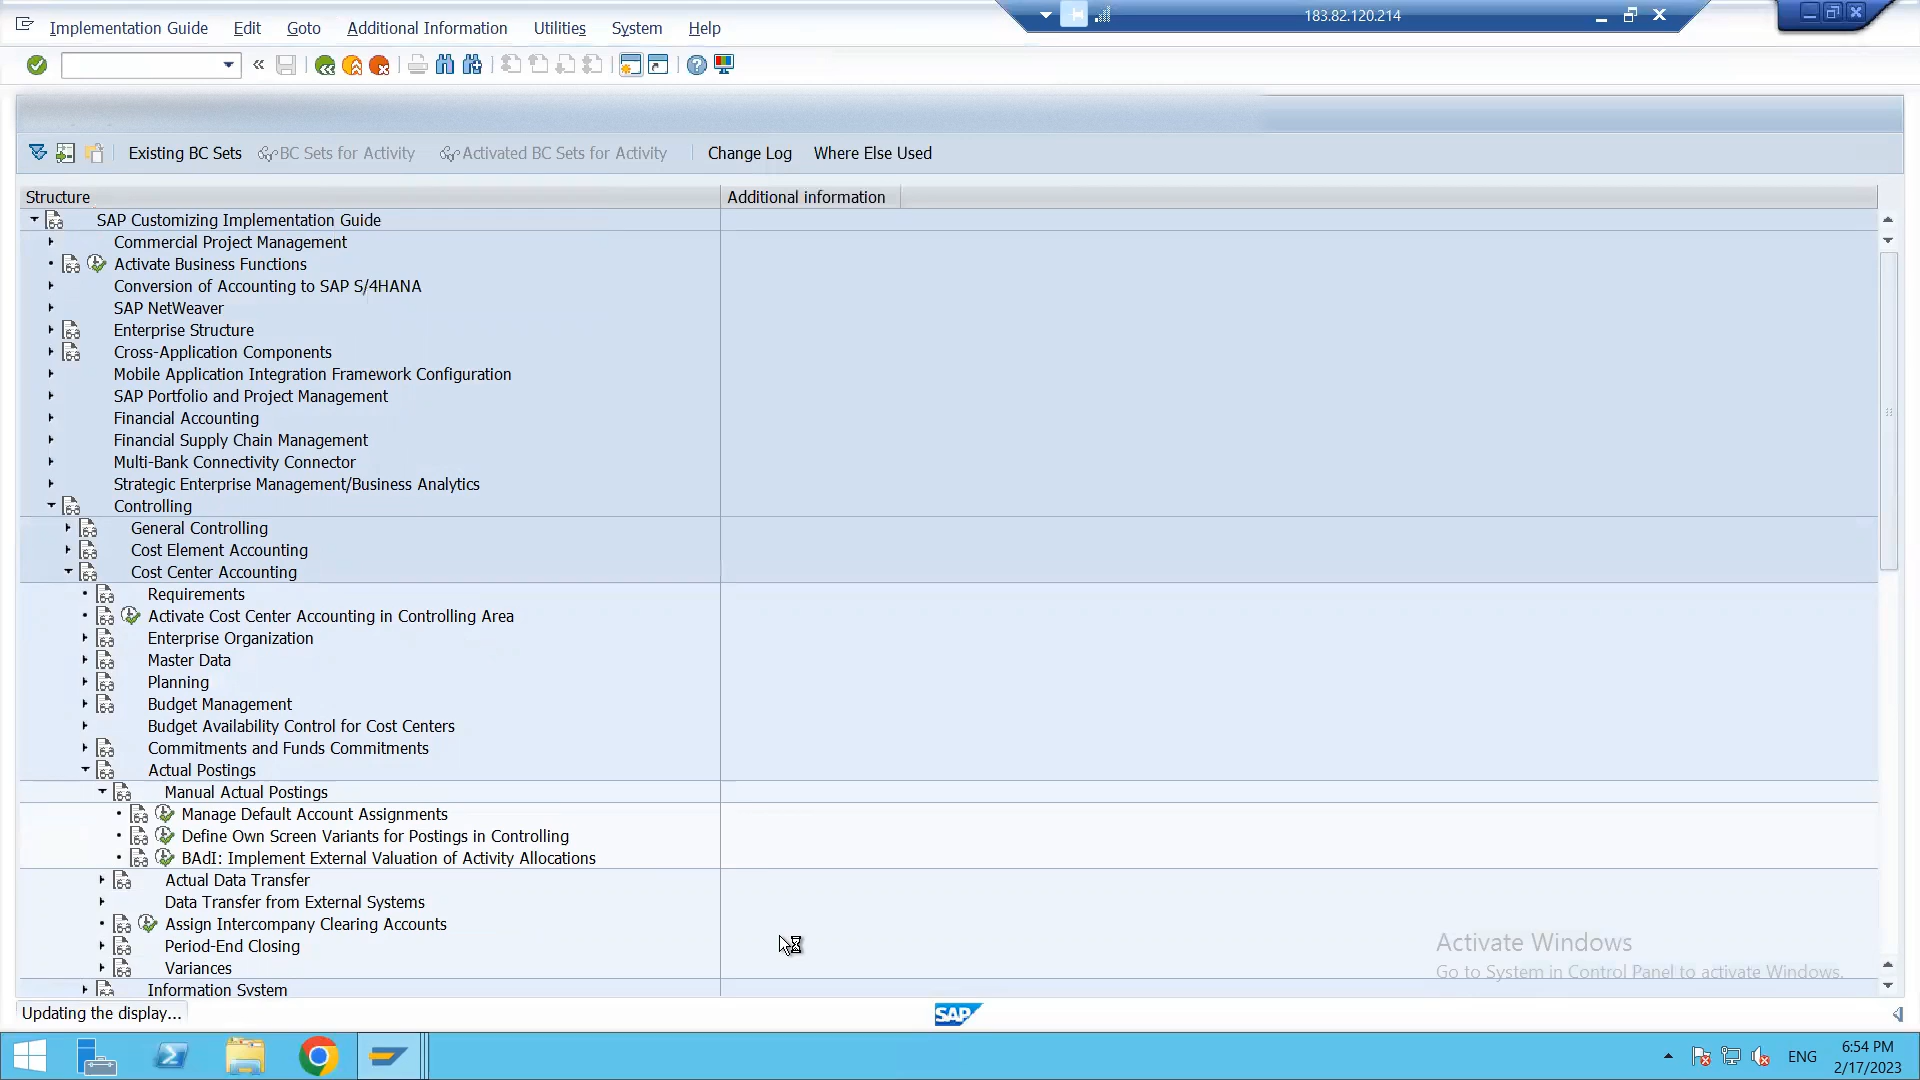 183.82.120.214
Implementation Guide Edit Goto Additional Information Utilities System Help
Existing BC Sets BC Sets for Activity Activated BC Sets for Activity Change Log Where Else Used
Structure Additional information
SAP Customizing Implementation Guide
Commercial Project Management
Activate Business Functions
Conversion of Accounting to SAP S/4HANA
SAP NetWeaver
Enterprise Structure
Cross-Application Components
Mobile Application Integration Framework Configuration
SAP Portfolio and Project Management
Financial Accounting
Financial Supply Chain Management
Multi-Bank Connectivity Connector
Strategic Enterprise Management/Business Analytics
Controlling
General Controlling
Cost Element Accounting
Cost Center Accounting
Requirements
Activate Cost Center Accounting in Controlling Area
Enterprise Organization
Master Data
Planning
Budget Management
Budget Availability Control for Cost Centers
Commitments and Funds Commitments
Actual Postings
Manual Actual Postings
Manage Default Account Assignments
Define Own Screen Variants for Postings in Controlling
BAdI: Implement External Valuation of Activity Allocations
Actual Data Transfer
Data Transfer from External Systems
Assign Intercompany Clearing Accounts
Period-End Closing
Variances
Information System
Activate Windows
Go to System in Control Panel to activate Windows.
Updating the display...
SAP
ENG
6:54 PM
2/17/2023